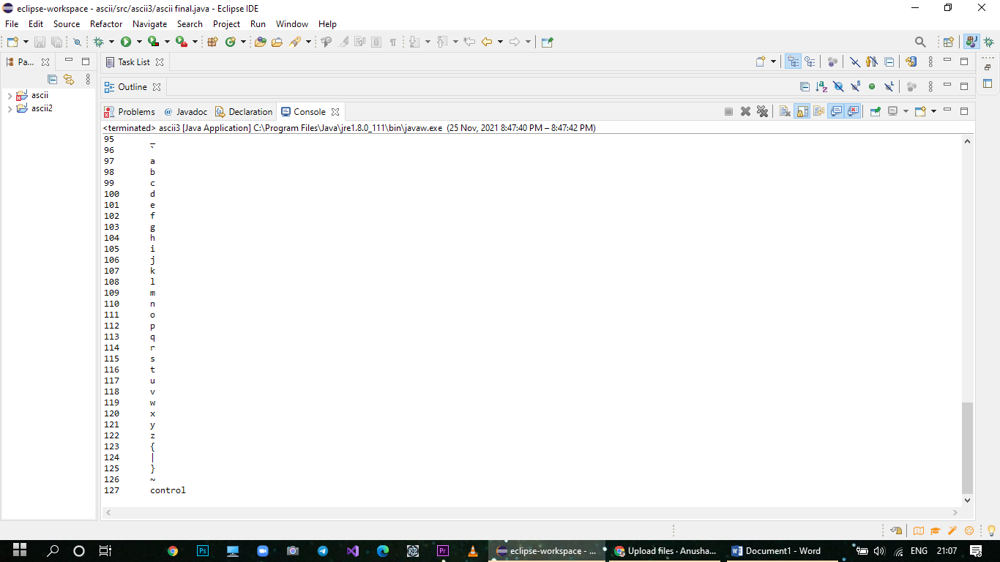 eclipse-workspace - ascii/src/ascii3/ascii final.java - Eclipse IDE
File Edit Source Refactor Navigate Search Project Run Window Help
Pa...
Task List
ascii
ascii2
Outline
Problems @ Javadoc Declaration Console
<terminated> ascii3 [Java Application] C:\Program Files\Java\jre1.8.0_111\bin\javaw.exe (25 Nov, 2021 8:47:40 PM – 8:47:42 PM)
95 _
96 `
97 a
98 b
99 c
100 d
101 e
102 f
103 g
104 h
105 i
106 j
107 k
108 l
109 m
110 n
111 o
112 p
113 q
114 r
115 s
116 t
117 u
118 v
119 w
120 x
121 y
122 z
123 {
124 |
125 }
126 ~
127 control
Ps
Pr
eclipse-workspace - ...
Upload files · Anusha...
Document1 - Word
ENG
21:07